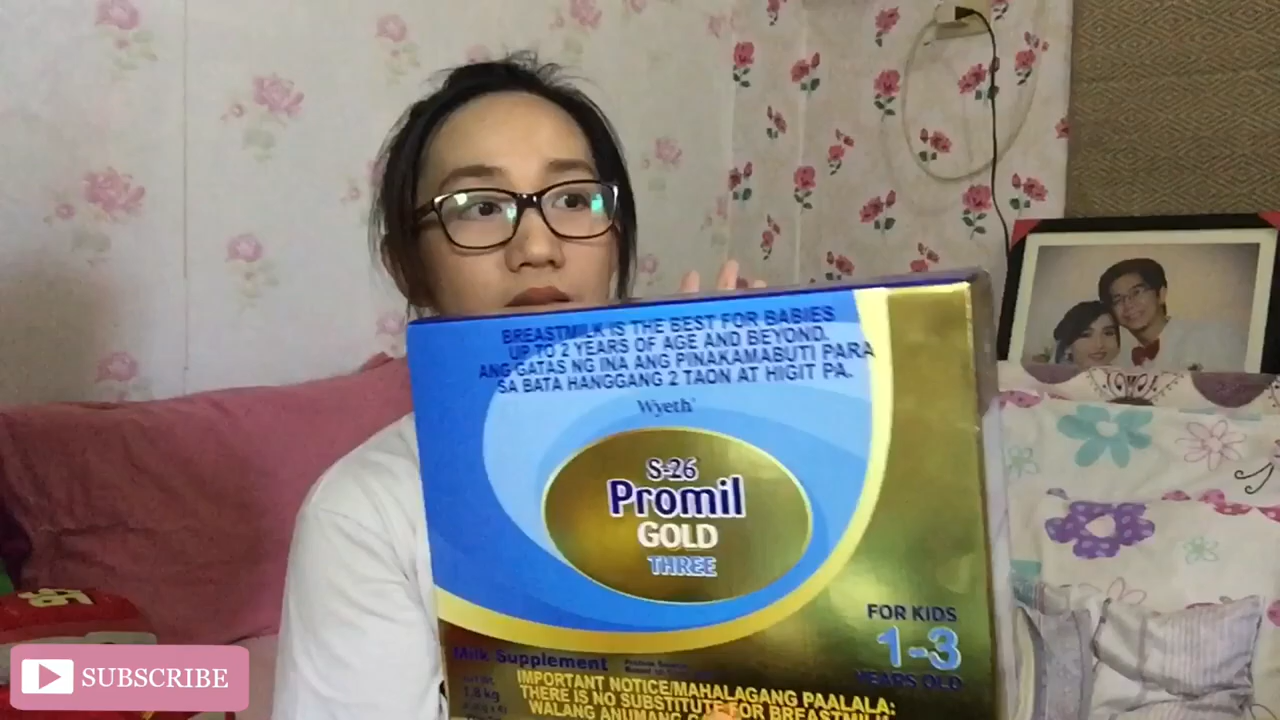 BREASTMILK IS THE BEST FOR BABIES
UP TO 2 YEARS OF AGE AND BEYOND.
ANG GATAS NG INA ANG PINAKAMABUTI PARA
SA BATA HANGGANG 2 TAON AT HIGIT PA.
Wyeth
S-26
Promil
GOLD
THREE
FOR KIDS
1-3
YEARS OLD
Milk Supplement
1.8 kg
IMPORTANT NOTICE/MAHALAGANG PAALALA:
THERE IS NO SUBSTITUTE FOR BREASTMILK.
WALANG ANUMANG
SUBSCRIBE